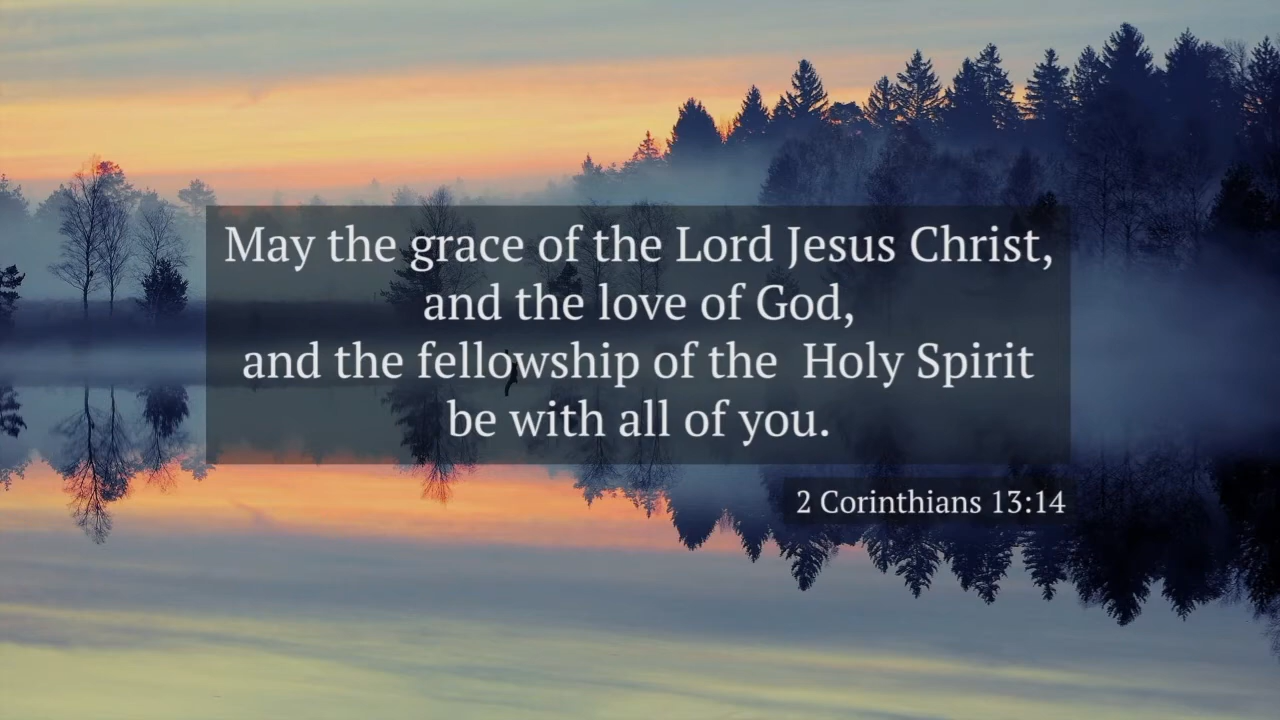 May the grace of the Lord Jesus Christ,
and the love of God,
and the fellowship of the  Holy Spirit
be with all of you.
2 Corinthians 13:14